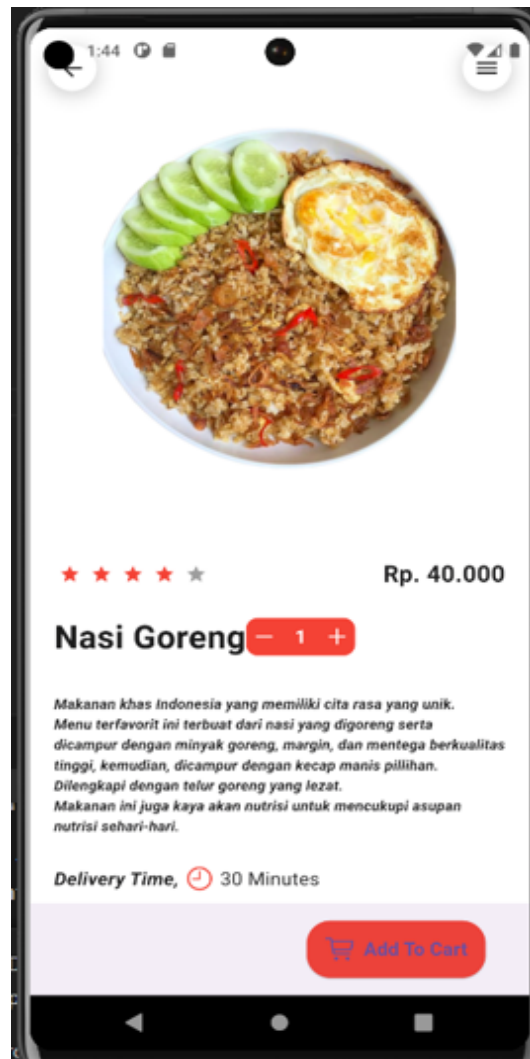 1:44
Rp. 40.000
Nasi Goreng
1
Makanan khas Indonesia yang memiliki cita rasa yang unik.
Menu terfavorit ini terbuat dari nasi yang digoreng serta
dicampur dengan minyak goreng, margin, dan mentega berkualitas
tinggi, kemudian, dicampur dengan kecap manis pillihan.
Dilengkapi dengan telur goreng yang lezat.
Makanan ini juga kaya akan nutrisi untuk mencukupi asupan
nutrisi sehari-hari.
Delivery Time, 30 Minutes
Add To Cart